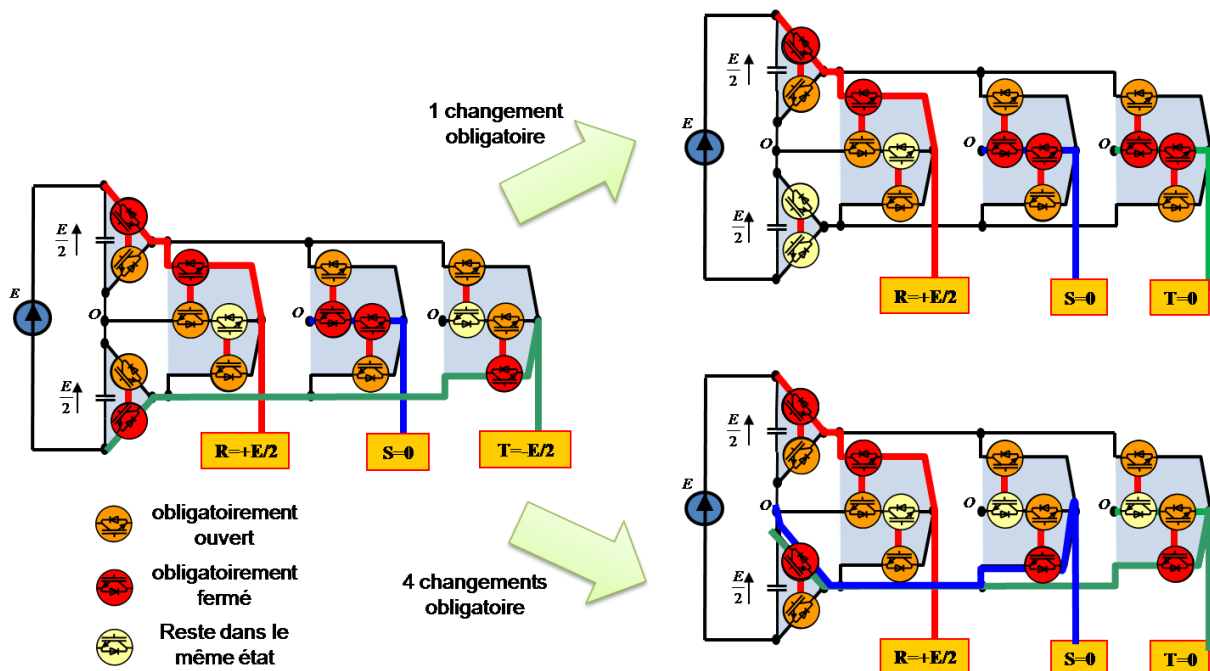 E
E
2
E
2
O
O
O
R=+E/2
S=0
T=-E/2
obligatoirement
ouvert
obligatoirement
fermé
Reste dans le
même état
1 changement
obligatoire
4 changements
obligatoire
E
E
2
E
2
O
O
O
R=+E/2
S=0
T=0
E
E
2
E
2
O
O
O
R=+E/2
S=0
T=0